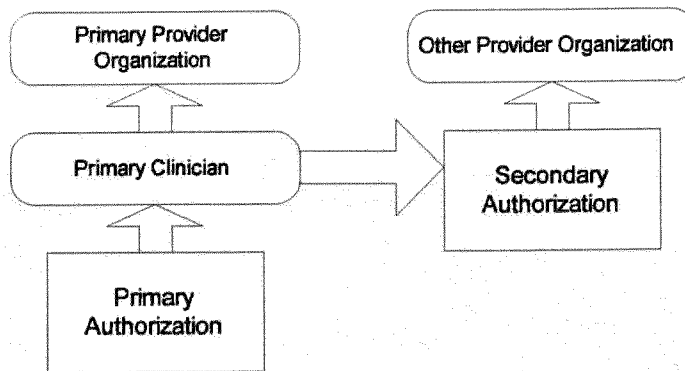 Primary Provider
Organization
Other Provider Organization
Primary Clinician
Secondary
Authorization
Primary
Authorization